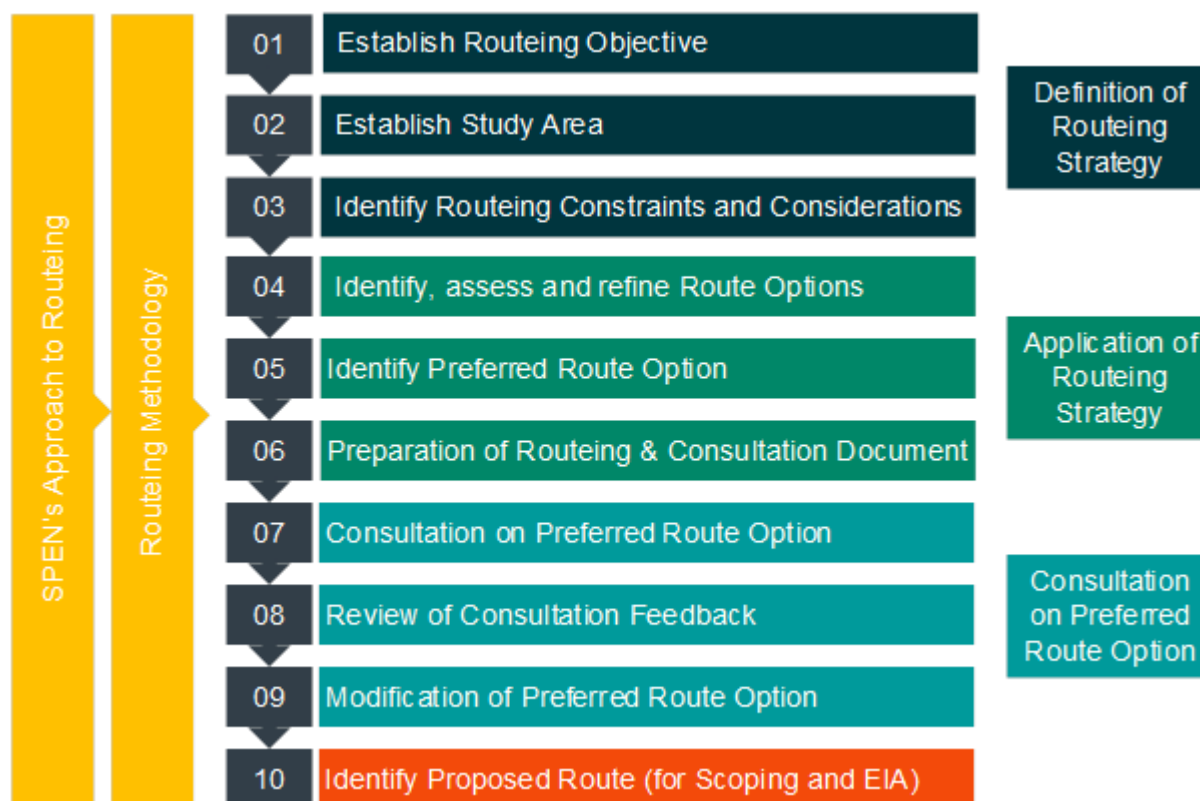 SPEN's Approach to Routeing
Routeing Methodology
01
Establish Routeing Objective
02
Establish Study Area
03
Identify Routeing Constraints and Considerations
04
Identify, assess and refine Route Options
05
Identify Preferred Route Option
06
Preparation of Routeing & Consultation Document
07
Consultation on Preferred Route Option
08
Review of Consultation Feedback
09
Modification of Preferred Route Option
10
Identify Proposed Route (for Scoping and EIA)
Definition of
Routeing
Strategy
Application of
Routeing
Strategy
Consultation
on Preferred
Route Option